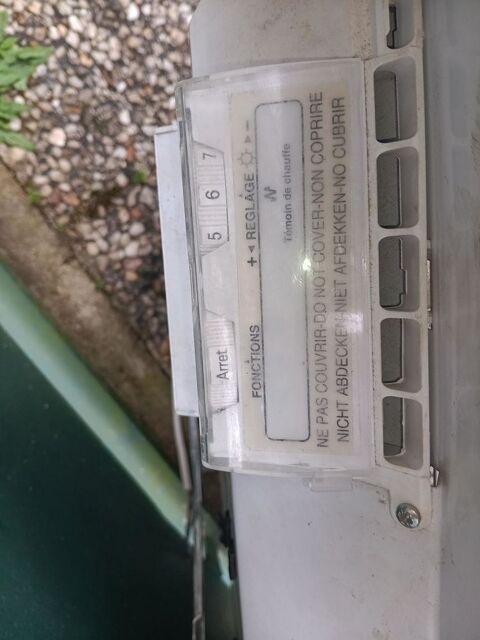 Arret
5 6 7
FONCTIONS
+ ◄ REGLAGE ► −
Témoin de chauffe
NE PAS COUVRIR-DO NOT COVER-NON COPRIRE
NICHT ABDECKEN-NIET AFDEKKEN-NO CUBRIR